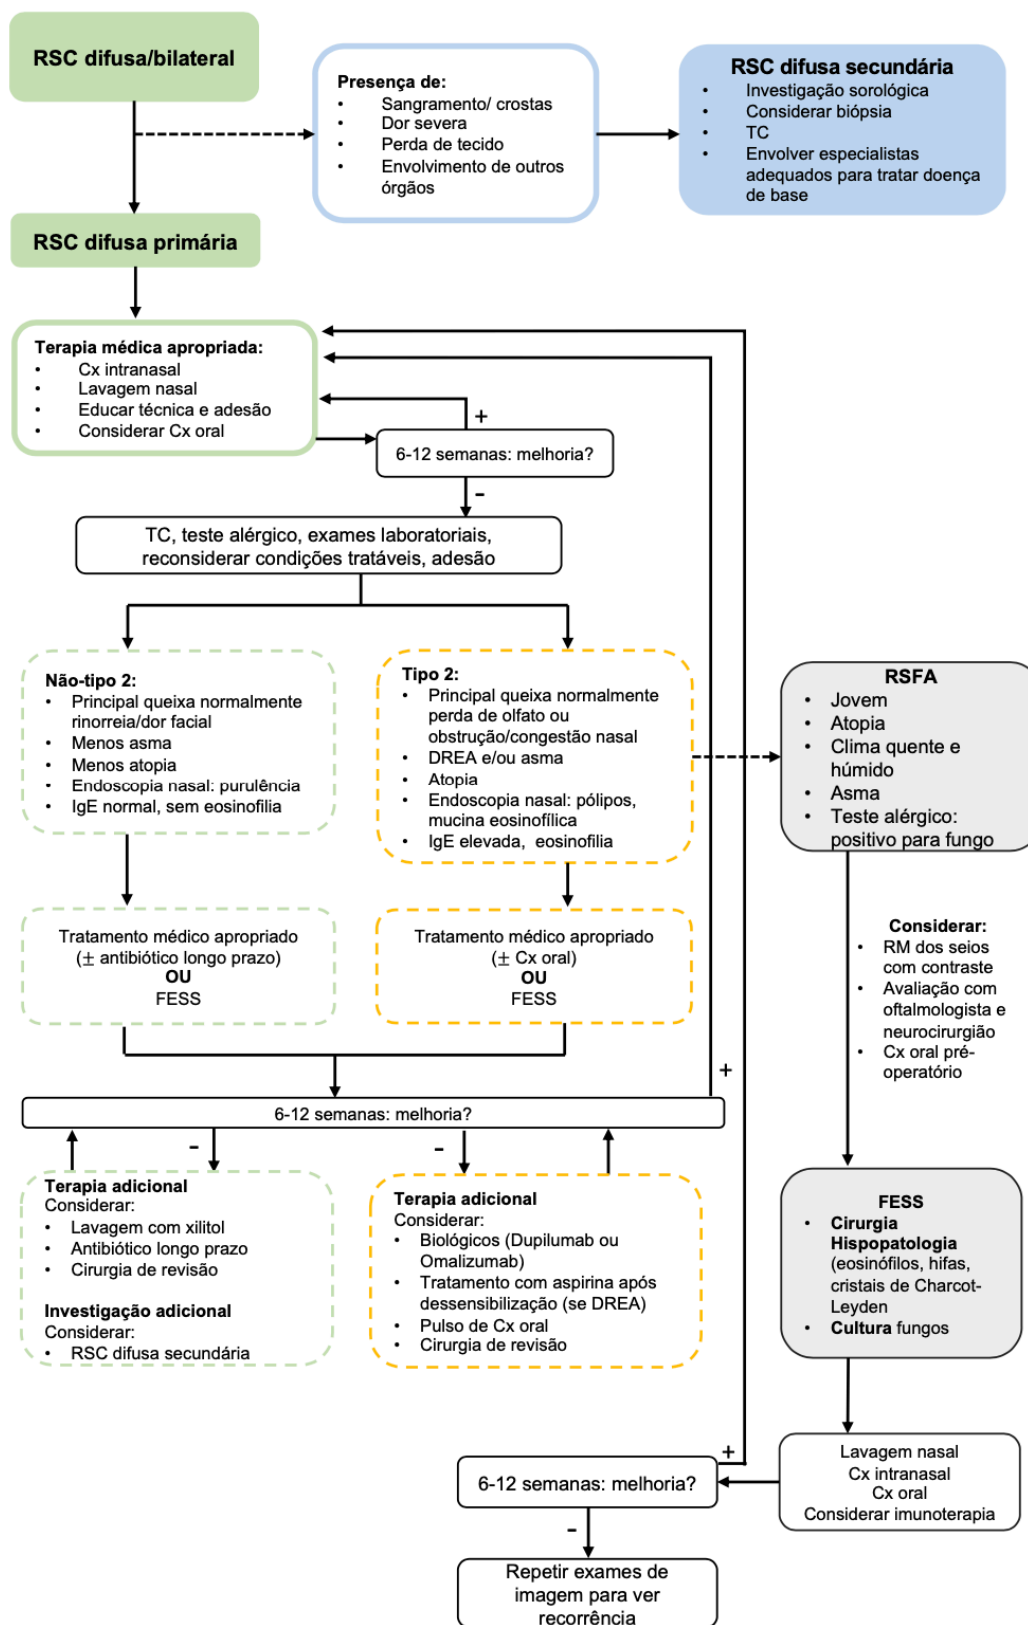 RSC difusa/bilateral
Presença de:
• Sangramento/ crostas
• Dor severa
• Perda de tecido
• Envolvimento de outros
órgãos
RSC difusa secundária
• Investigação sorológica
• Considerar biópsia
• TC
• Envolver especialistas
adequados para tratar doença
de base
RSC difusa primária
Terapia médica apropriada:
• Cx intranasal
• Lavagem nasal
• Educar técnica e adesão
• Considerar Cx oral
+
6-12 semanas: melhoria?
-
TC, teste alérgico, exames laboratoriais,
reconsiderar condições tratáveis, adesão
Não-tipo 2:
• Principal queixa normalmente
rinorreia/dor facial
• Menos asma
• Menos atopia
• Endoscopia nasal: purulência
• IgE normal, sem eosinofilia
Tipo 2:
• Principal queixa normalmente
perda de olfato ou
obstrução/congestão nasal
• DREA e/ou asma
• Atopia
• Endoscopia nasal: pólipos,
mucina eosinofílica
• IgE elevada, eosinofilia
RSFA
• Jovem
• Atopia
• Clima quente e
húmido
• Asma
• Teste alérgico:
positivo para fungo
Tratamento médico apropriado
(± antibiótico longo prazo)
OU
FESS
Tratamento médico apropriado
(± Cx oral)
OU
FESS
Considerar:
• RM dos seios
com contraste
• Avaliação com
oftalmologista e
neurocirurgião
• Cx oral pré-
operatório
+
6-12 semanas: melhoria?
-
-
Terapia adicional
Considerar:
• Lavagem com xilitol
• Antibiótico longo prazo
• Cirurgia de revisão
Investigação adicional
Considerar:
• RSC difusa secundária
Terapia adicional
Considerar:
• Biológicos (Dupilumab ou
Omalizumab)
• Tratamento com aspirina após
dessensibilização (se DREA)
• Pulso de Cx oral
• Cirurgia de revisão
FESS
• Cirurgia
Hispopatologia
(eosinófilos, hifas,
cristais de Charcot-
Leyden
• Cultura fungos
Lavagem nasal
Cx intranasal
Cx oral
Considerar imunoterapia
+
6-12 semanas: melhoria?
-
Repetir exames de
imagem para ver
recorrência